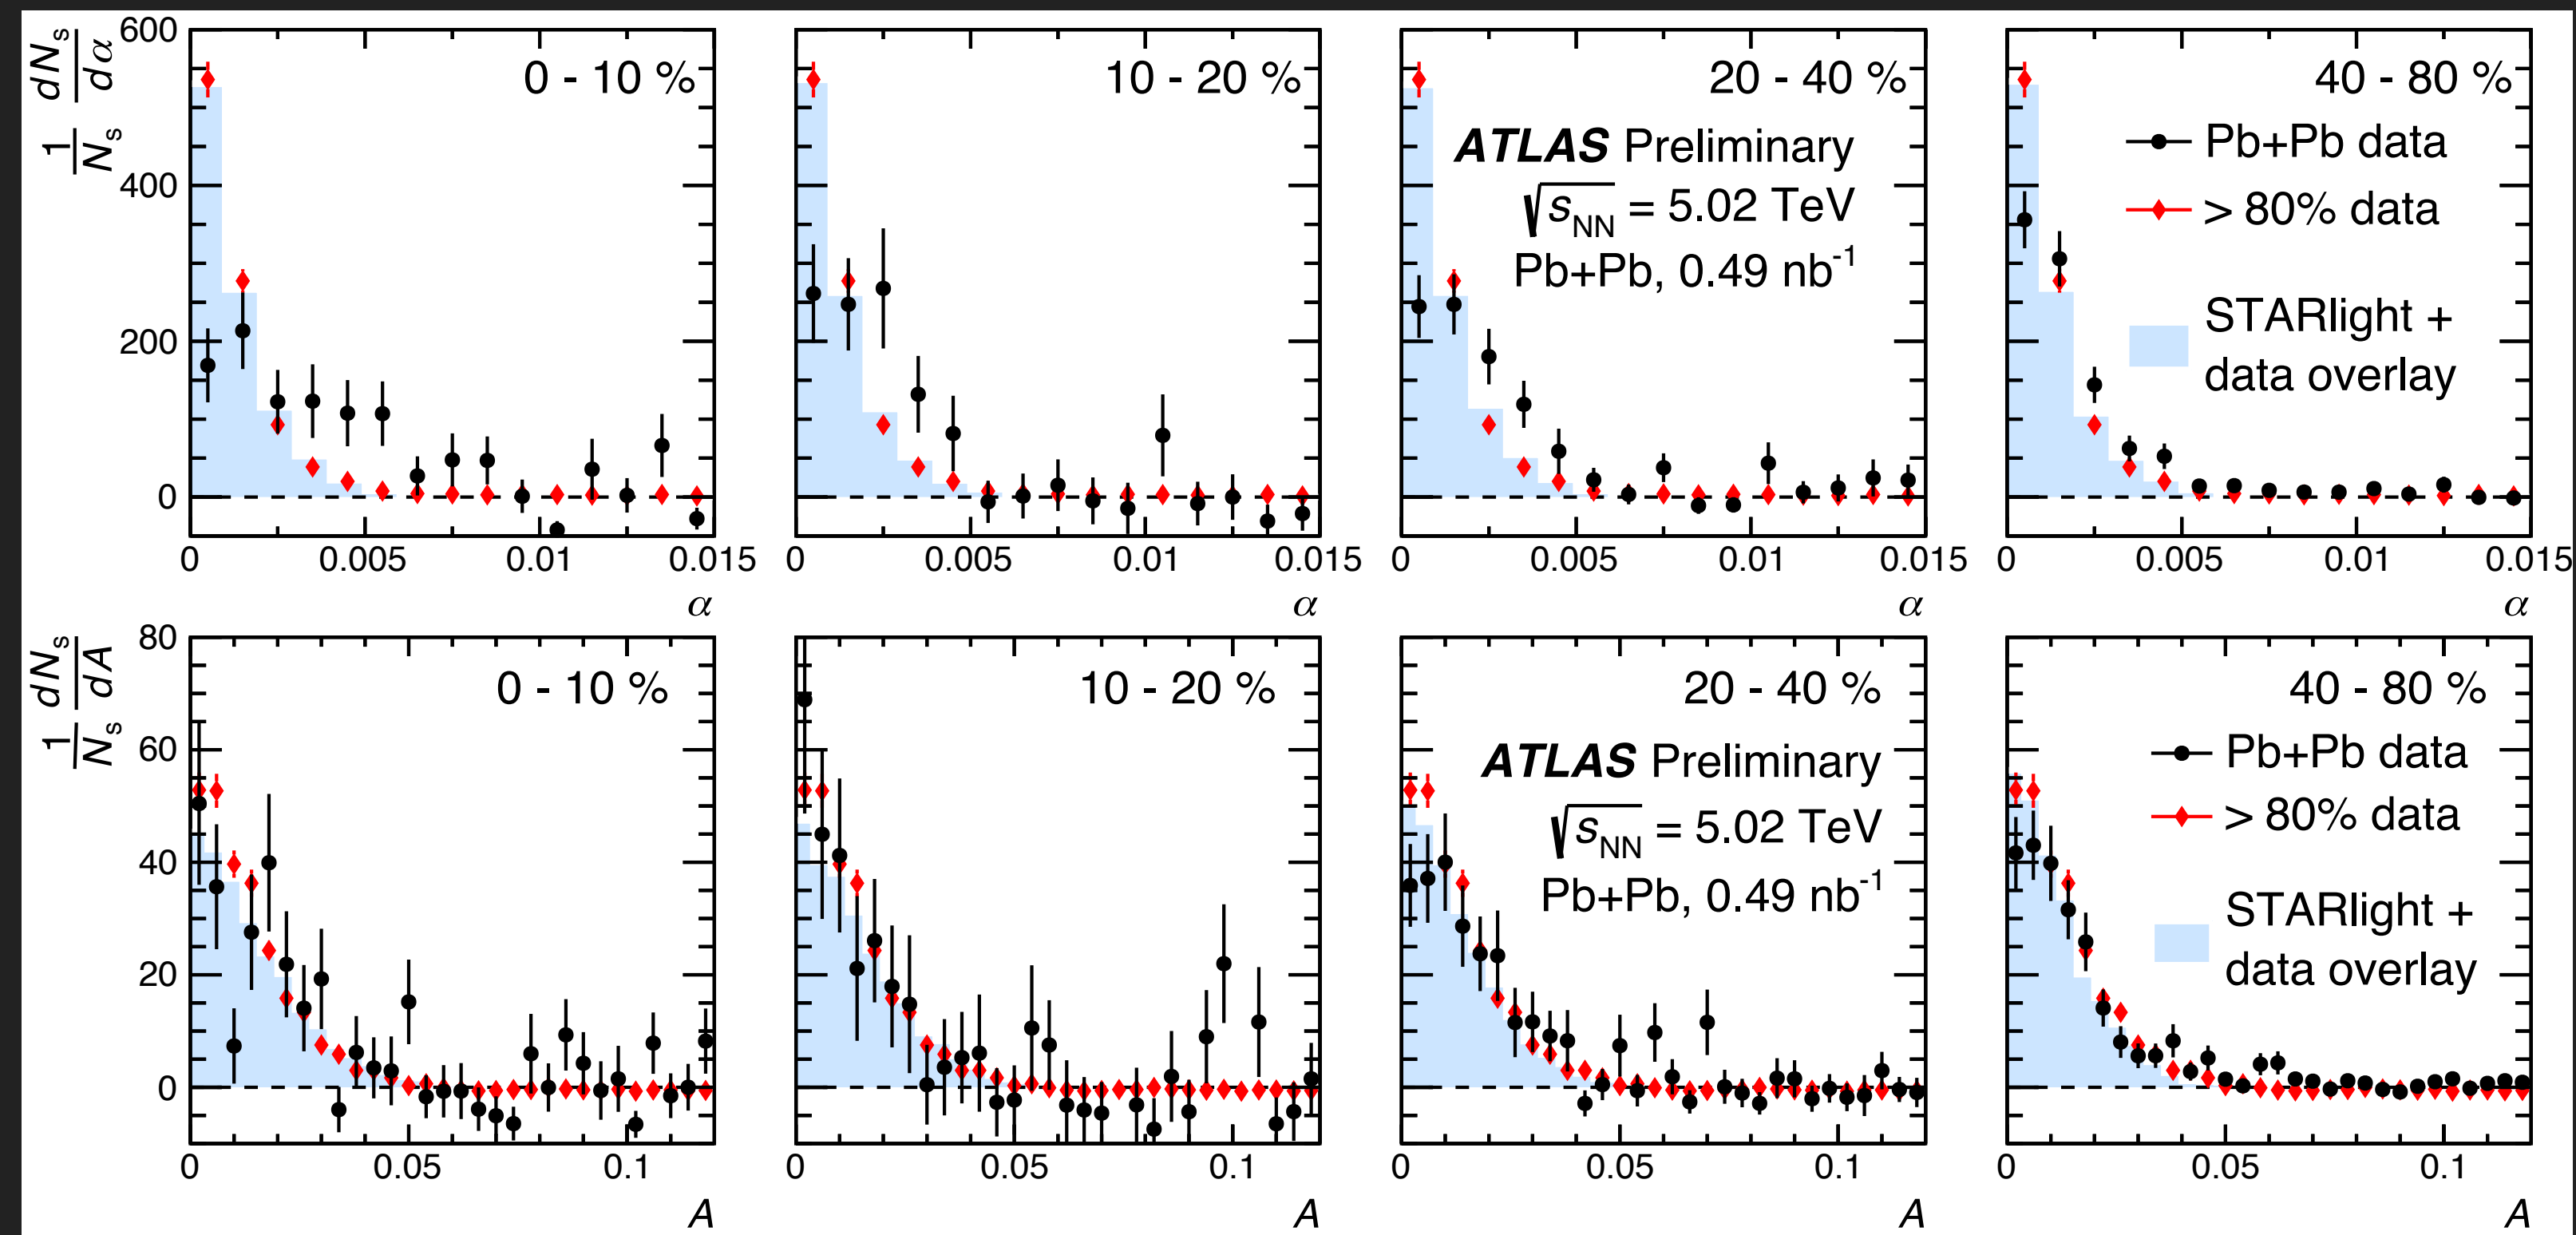 1/N_s dN_s/dα
600
400
200
0
0 - 10 %
0 0.005 0.01 0.015
α
10 - 20 %
0 0.005 0.01 0.015
α
20 - 40 %
ATLAS Preliminary
√s_NN = 5.02 TeV
Pb+Pb, 0.49 nb⁻¹
0 0.005 0.01 0.015
α
40 - 80 %
Pb+Pb data
> 80% data
STARlight +
data overlay
0 0.005 0.01 0.015
α
1/N_s dN_s/dA
80
60
40
20
0
0 - 10 %
0 0.05 0.1
A
10 - 20 %
0 0.05 0.1
A
20 - 40 %
ATLAS Preliminary
√s_NN = 5.02 TeV
Pb+Pb, 0.49 nb⁻¹
0 0.05 0.1
A
40 - 80 %
Pb+Pb data
> 80% data
STARlight +
data overlay
0 0.05 0.1
A